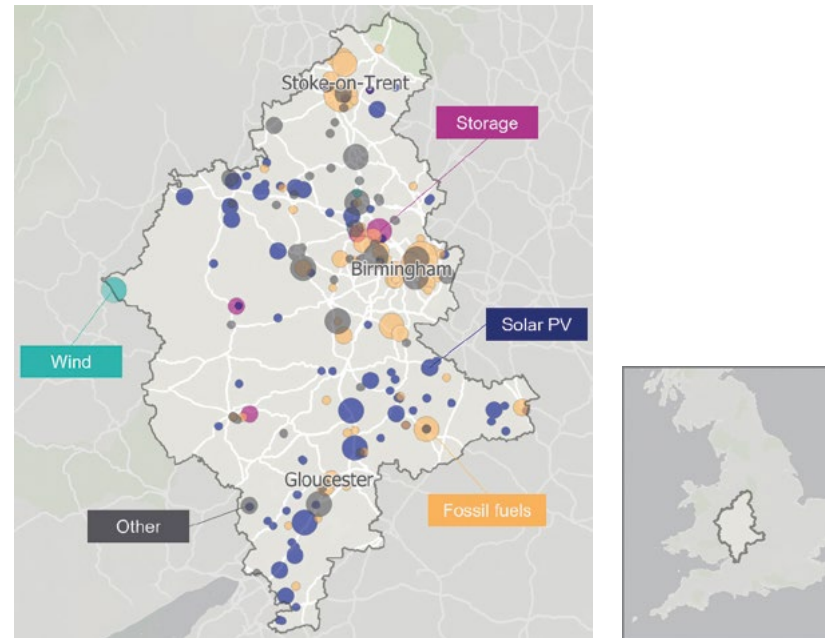 Stoke-on-Trent
Storage
Birmingham
Solar PV
Wind
Gloucester
Other
Fossil fuels